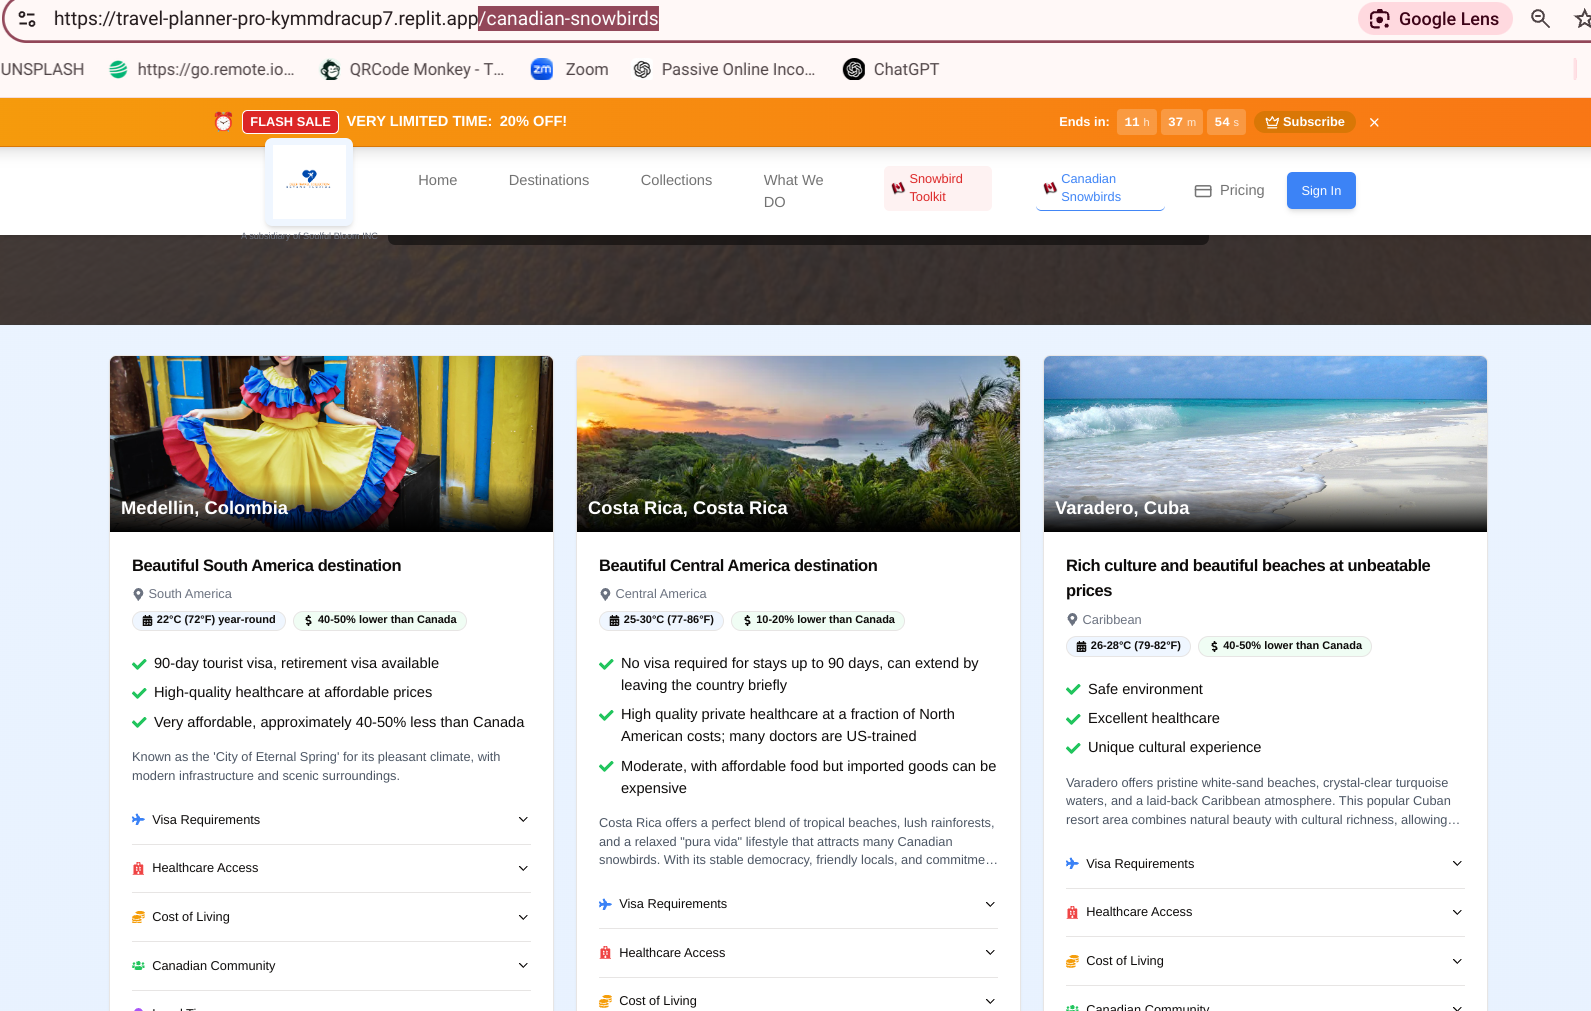 https://travel-planner-pro-kymmdracup7.replit.app/canadian-snowbirds
Google Lens
UNSPLASH
https://go.remote.io...
QRCode Monkey - T...
Zoom
Passive Online Inco...
ChatGPT
FLASH SALE
VERY LIMITED TIME: 20% OFF!
Ends in: 11 h 37 m 54 s
Subscribe
Home
Destinations
Collections
What We
DO
Snowbird
Toolkit
Canadian
Snowbirds
Pricing
Sign In
A subsidiary of Soulful Bloom INC
Medellin, Colombia
Beautiful South America destination
South America
22°C (72°F) year-round
40-50% lower than Canada
90-day tourist visa, retirement visa available
High-quality healthcare at affordable prices
Very affordable, approximately 40-50% less than Canada
Known as the 'City of Eternal Spring' for its pleasant climate, with
modern infrastructure and scenic surroundings.
Visa Requirements
Healthcare Access
Cost of Living
Canadian Community
Costa Rica, Costa Rica
Beautiful Central America destination
Central America
25-30°C (77-86°F)
10-20% lower than Canada
No visa required for stays up to 90 days, can extend by
leaving the country briefly
High quality private healthcare at a fraction of North
American costs; many doctors are US-trained
Moderate, with affordable food but imported goods can be
expensive
Costa Rica offers a perfect blend of tropical beaches, lush rainforests,
and a relaxed "pura vida" lifestyle that attracts many Canadian
snowbirds. With its stable democracy, friendly locals, and commitme...
Visa Requirements
Healthcare Access
Cost of Living
Varadero, Cuba
Rich culture and beautiful beaches at unbeatable
prices
Caribbean
26-28°C (79-82°F)
40-50% lower than Canada
Safe environment
Excellent healthcare
Unique cultural experience
Varadero offers pristine white-sand beaches, crystal-clear turquoise
waters, and a laid-back Caribbean atmosphere. This popular Cuban
resort area combines natural beauty with cultural richness, allowing...
Visa Requirements
Healthcare Access
Cost of Living
Canadian Community